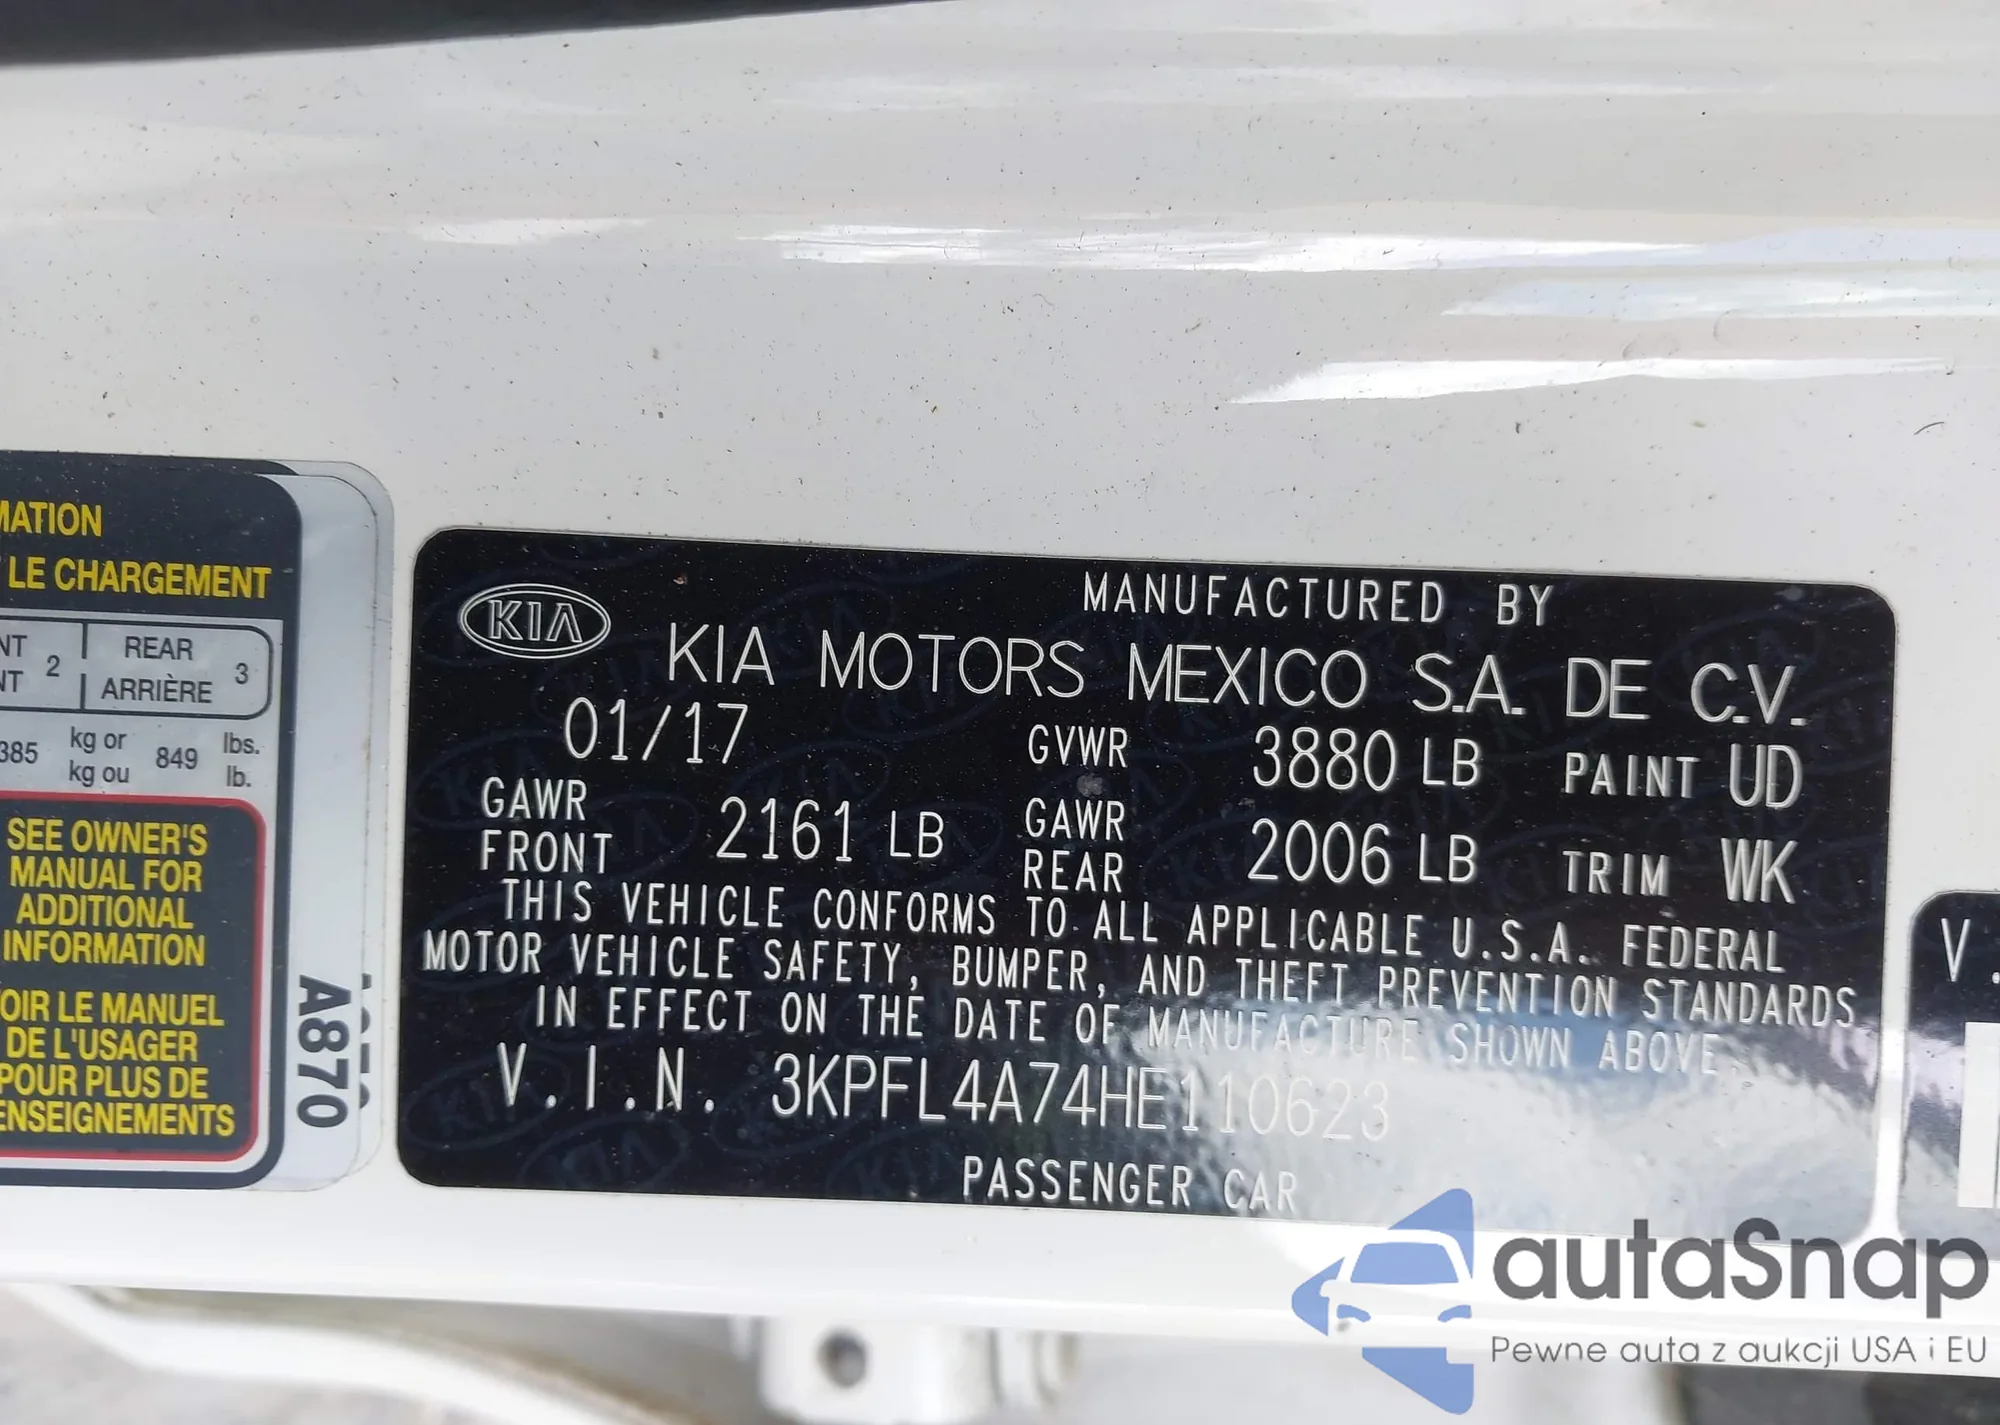 MATION
LE CHARGEMENT
NT 2 REAR 3
NT ARRIÈRE
385 kg or 849 lbs.
kg ou lb.
SEE OWNER'S
MANUAL FOR
ADDITIONAL
INFORMATION
OIR LE MANUEL
DE L'USAGER
POUR PLUS DE
ENSEIGNEMENTS
A870
KIA
MANUFACTURED BY
KIA MOTORS MEXICO S.A. DE C.V.
01/17 GVWR 3880 LB PAINT UD
GAWR FRONT 2161 LB GAWR REAR 2006 LB TRIM WK
THIS VEHICLE CONFORMS TO ALL APPLICABLE U.S.A. FEDERAL
MOTOR VEHICLE SAFETY, BUMPER, AND THEFT PREVENTION STANDARDS
IN EFFECT ON THE DATE OF MANUFACTURE SHOWN ABOVE.
V.I.N. 3KPFL4A74HE110623
PASSENGER CAR
V.
autaSnap
Pewne auta z aukcji USA i EU